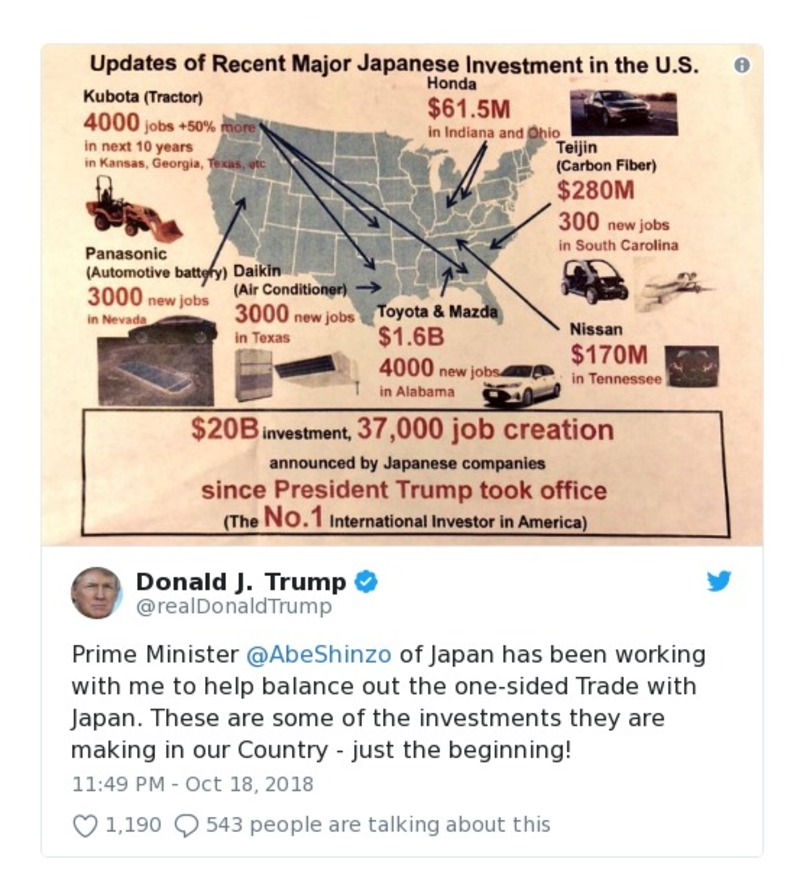 Updates of Recent Major Japanese Investment in the U.S.
Kubota (Tractor)
4000 jobs +50% more
in next 10 years
in Kansas, Georgia, Texas, etc
Honda
$61.5M
in Indiana and Ohio
Teijin
(Carbon Fiber)
$280M
300 new jobs
in South Carolina
Panasonic
(Automotive battery)
3000 new jobs
in Nevada
Daikin
(Air Conditioner)
3000 new jobs
in Texas
Toyota & Mazda
$1.6B
4000 new jobs
in Alabama
Nissan
$170M
in Tennessee
$20B investment, 37,000 job creation
announced by Japanese companies
since President Trump took office
(The No.1 International Investor in America)
Donald J. Trump
@realDonaldTrump
Prime Minister @AbeShinzo of Japan has been working
with me to help balance out the one-sided Trade with
Japan. These are some of the investments they are
making in our Country - just the beginning!
11:49 PM - Oct 18, 2018
1,190 543 people are talking about this